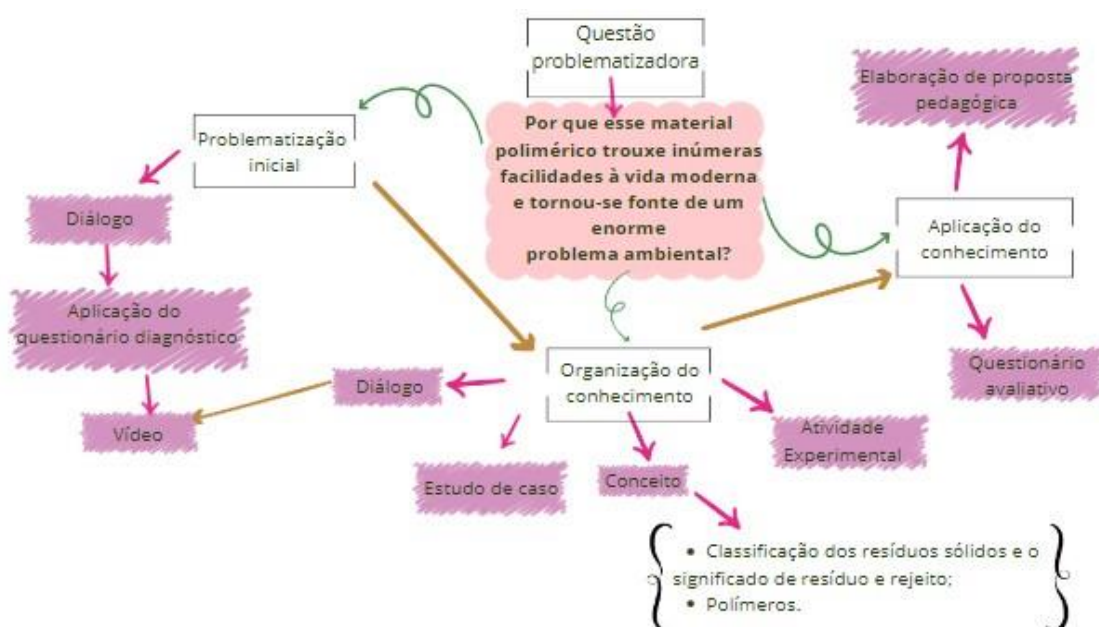 Questão
problematizadora
Por que esse material
polimérico trouxe inúmeras
facilidades à vida moderna
e tornou-se fonte de um
enorme
problema ambiental?
Problematização
inicial
Diálogo
Aplicação do
questionário diagnóstico
Vídeo
Organização do
conhecimento
Diálogo
Estudo de caso
Conceito
• Classificação dos resíduos sólidos e o
significado de resíduo e rejeito;
• Polímeros.
Atividade
Experimental
Aplicação do
conhecimento
Elaboração de proposta
pedagógica
Questionário
avaliativo